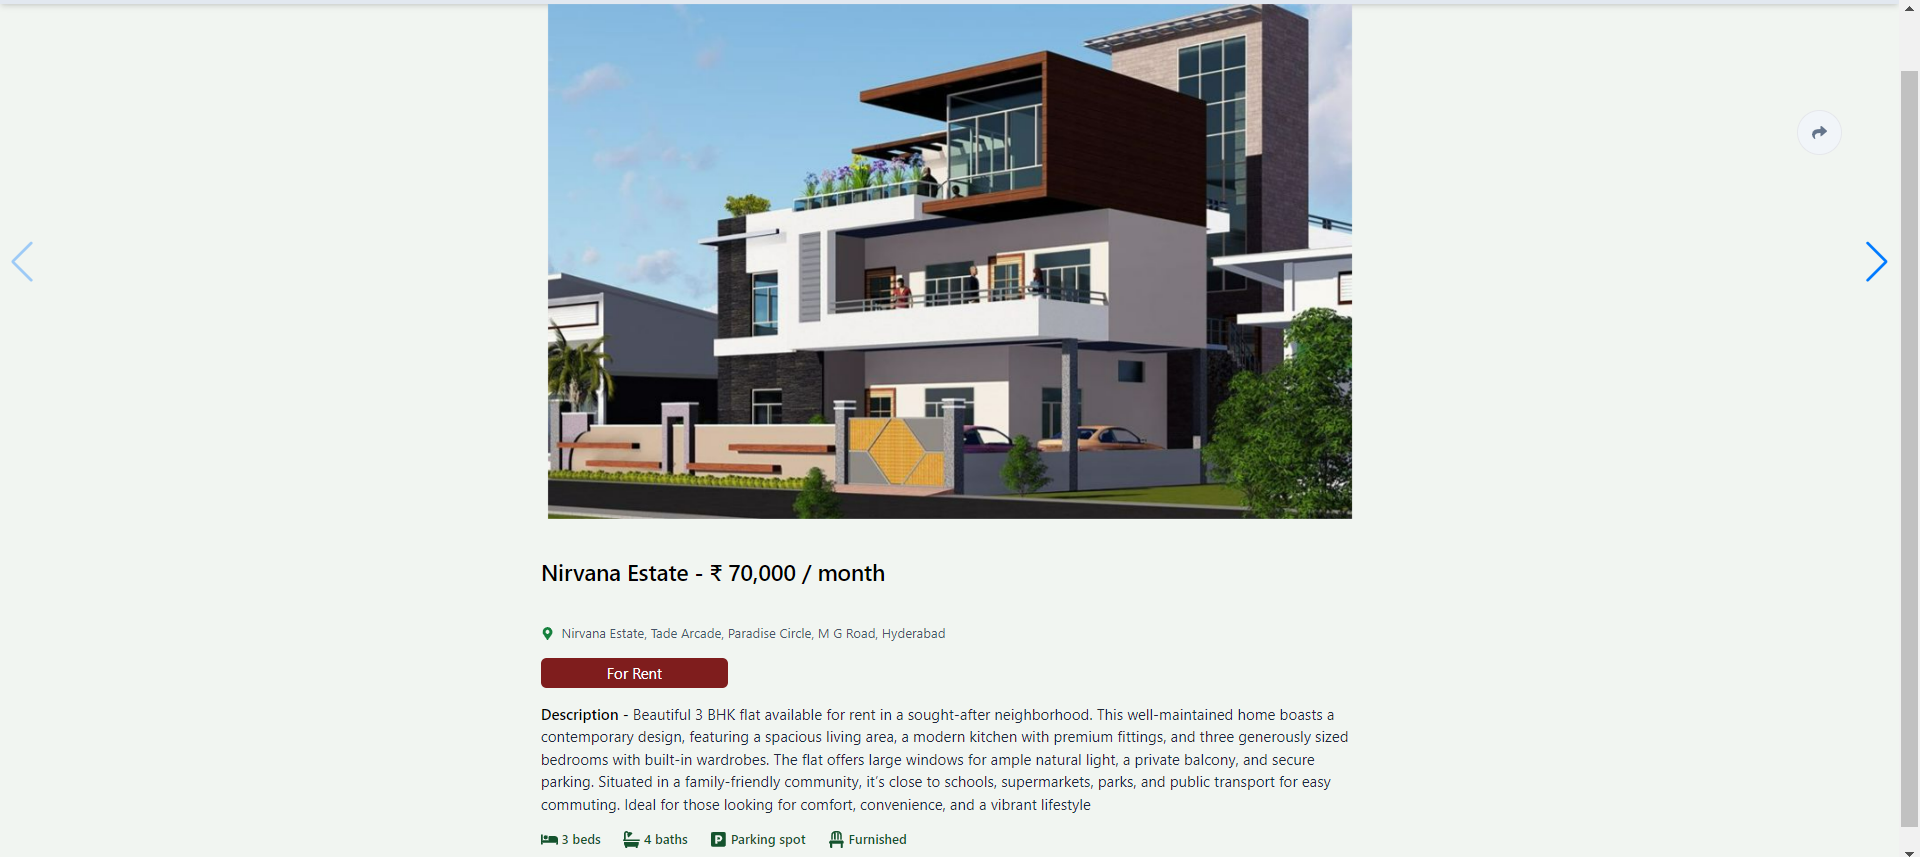 Nirvana Estate - ₹ 70,000 / month
Nirvana Estate, Tade Arcade, Paradise Circle, M G Road, Hyderabad
For Rent
Description - Beautiful 3 BHK flat available for rent in a sought-after neighborhood. This well-maintained home boasts a
contemporary design, featuring a spacious living area, a modern kitchen with premium fittings, and three generously sized
bedrooms with built-in wardrobes. The flat offers large windows for ample natural light, a private balcony, and secure
parking. Situated in a family-friendly community, it's close to schools, supermarkets, parks, and public transport for easy
commuting. Ideal for those looking for comfort, convenience, and a vibrant lifestyle
3 beds 4 baths P Parking spot Furnished